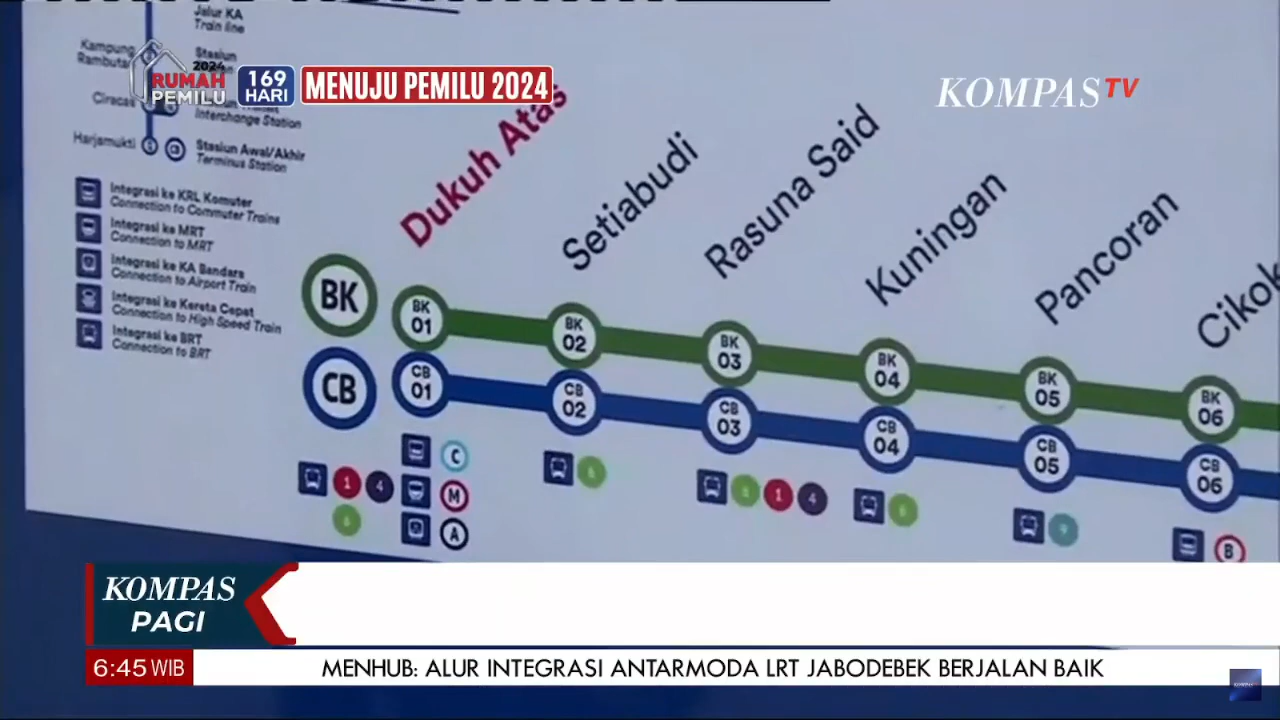 Jalur KA
Train line
Kampung
Rambutan
Stasiun
Ciracas
Interchange Station
Harjamukti
Stasiun Awal/Akhir
Terminus Station
Integrasi ke KRL Komuter
Connection to Commuter Trains
Integrasi ke MRT
Connection to MRT
Integrasi ke KA Bandara
Connection to Airport Train
Integrasi ke Kereta Cepat
Connection to High Speed Train
Integrasi ke BRT
Connection to BRT
2024
RUMAH
PEMILU
169
HARI
MENUJU PEMILU 2024
KOMPAS TV
Dukuh Atas
Setiabudi
Rasuna Said
Kuningan
Pancoran
Cikok
BK
BK 01
BK 02
BK 03
BK 04
BK 05
BK 06
CB
CB 01
CB 02
CB 03
CB 04
CB 05
CB 06
1 4
6
C
M
A
6
6 1 4
6
9
B
KOMPAS
PAGI
6:45 WIB
MENHUB: ALUR INTEGRASI ANTARMODA LRT JABODEBEK BERJALAN BAIK